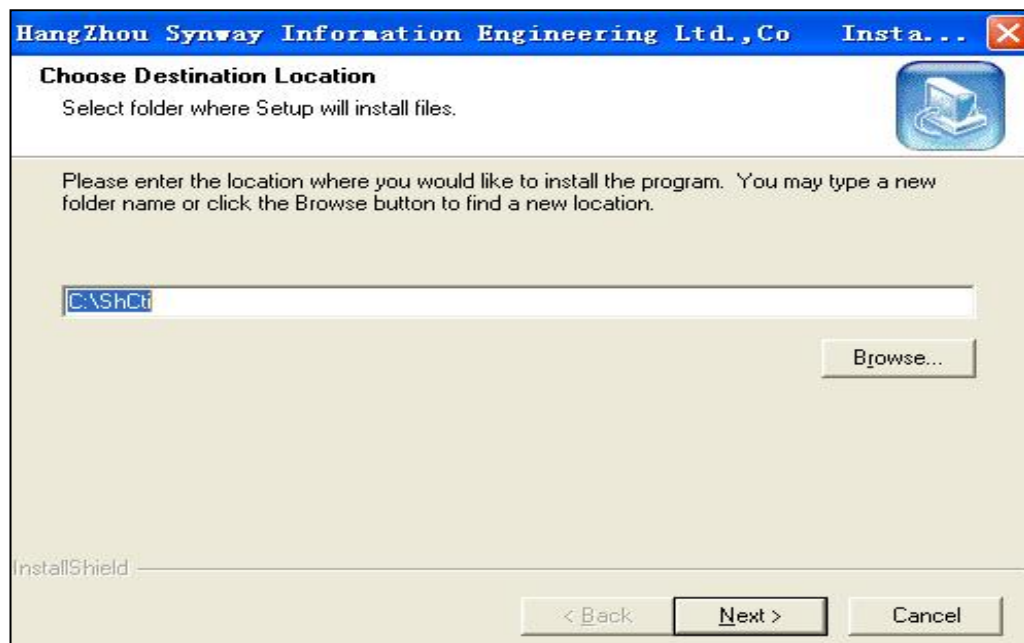 HangZhou Synway Information Engineering Ltd.,Co Insta...
Choose Destination Location
Select folder where Setup will install files.
Please enter the location where you would like to install the program. You may type a new
folder name or click the Browse button to find a new location.
C:\ShCti
Browse...
InstallShield
< Back
Next >
Cancel